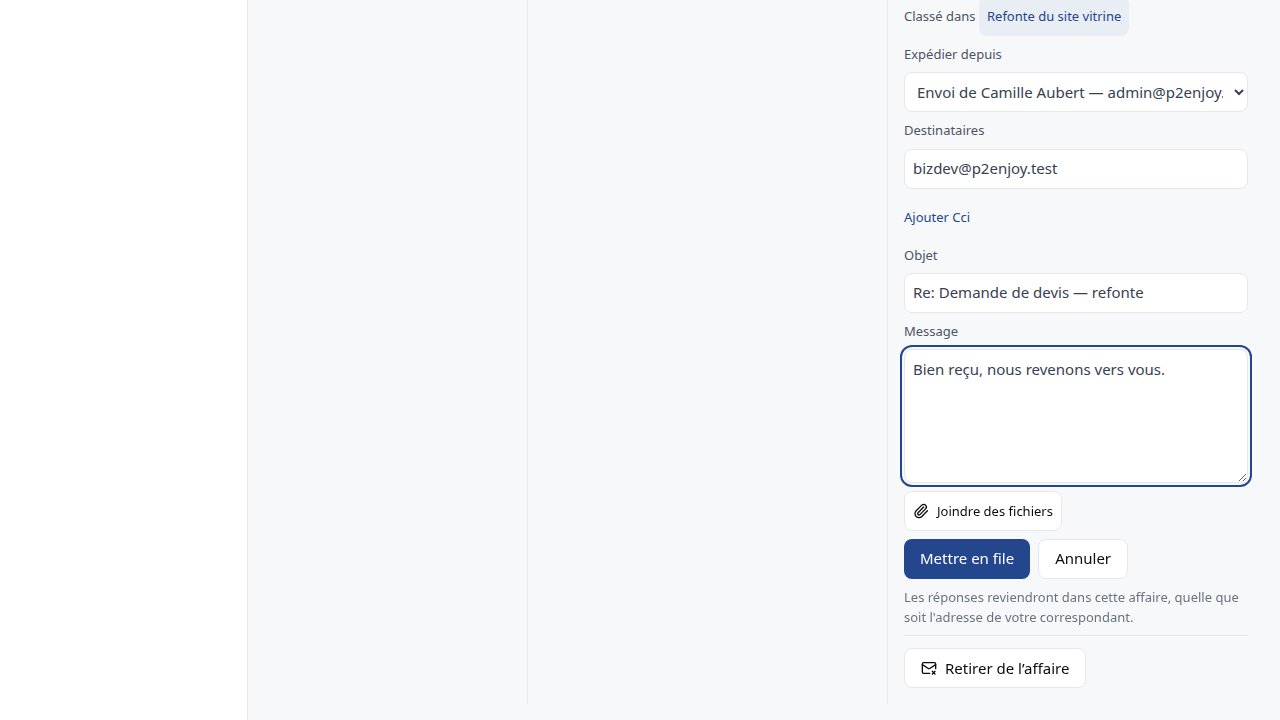 Classé dans Refonte du site vitrine
Expédier depuis
Envoi de Camille Aubert — admin@p2enjoy.
Destinataires
bizdev@p2enjoy.test
Ajouter Cci
Objet
Re: Demande de devis — refonte
Message
Bien reçu, nous revenons vers vous.
Joindre des fichiers
Mettre en file Annuler
Les réponses reviendront dans cette affaire, quelle que
soit l'adresse de votre correspondant.
Retirer de l’affaire